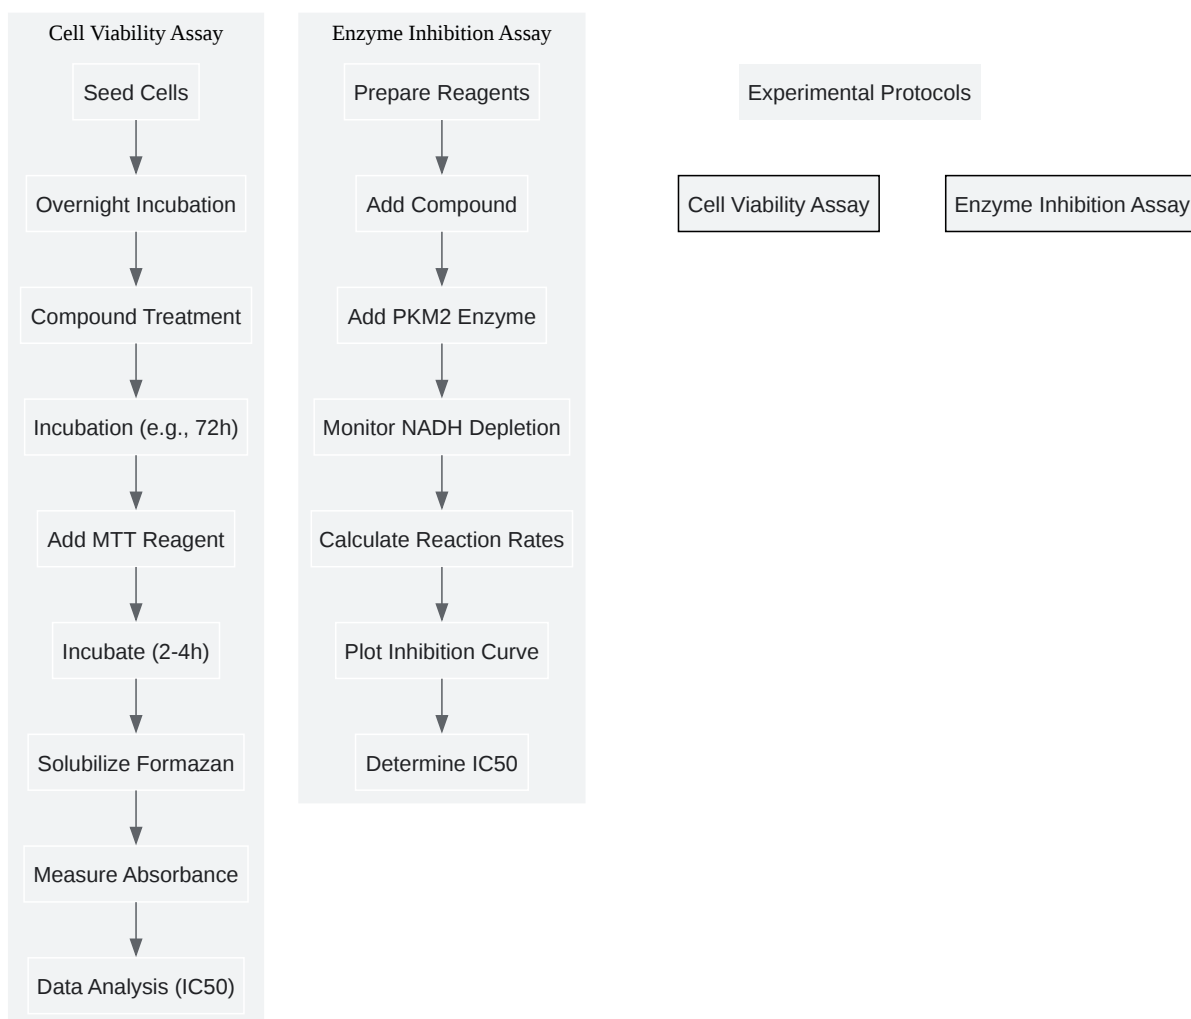 Cell Viability Assay
Seed Cells
Overnight Incubation
Compound Treatment
Incubation (e.g., 72h)
Add MTT Reagent
Incubate (2-4h)
Solubilize Formazan
Measure Absorbance
Data Analysis (IC50)
Enzyme Inhibition Assay
Prepare Reagents
Add Compound
Add PKM2 Enzyme
Monitor NADH Depletion
Calculate Reaction Rates
Plot Inhibition Curve
Determine IC50
Experimental Protocols
Cell Viability Assay
Enzyme Inhibition Assay